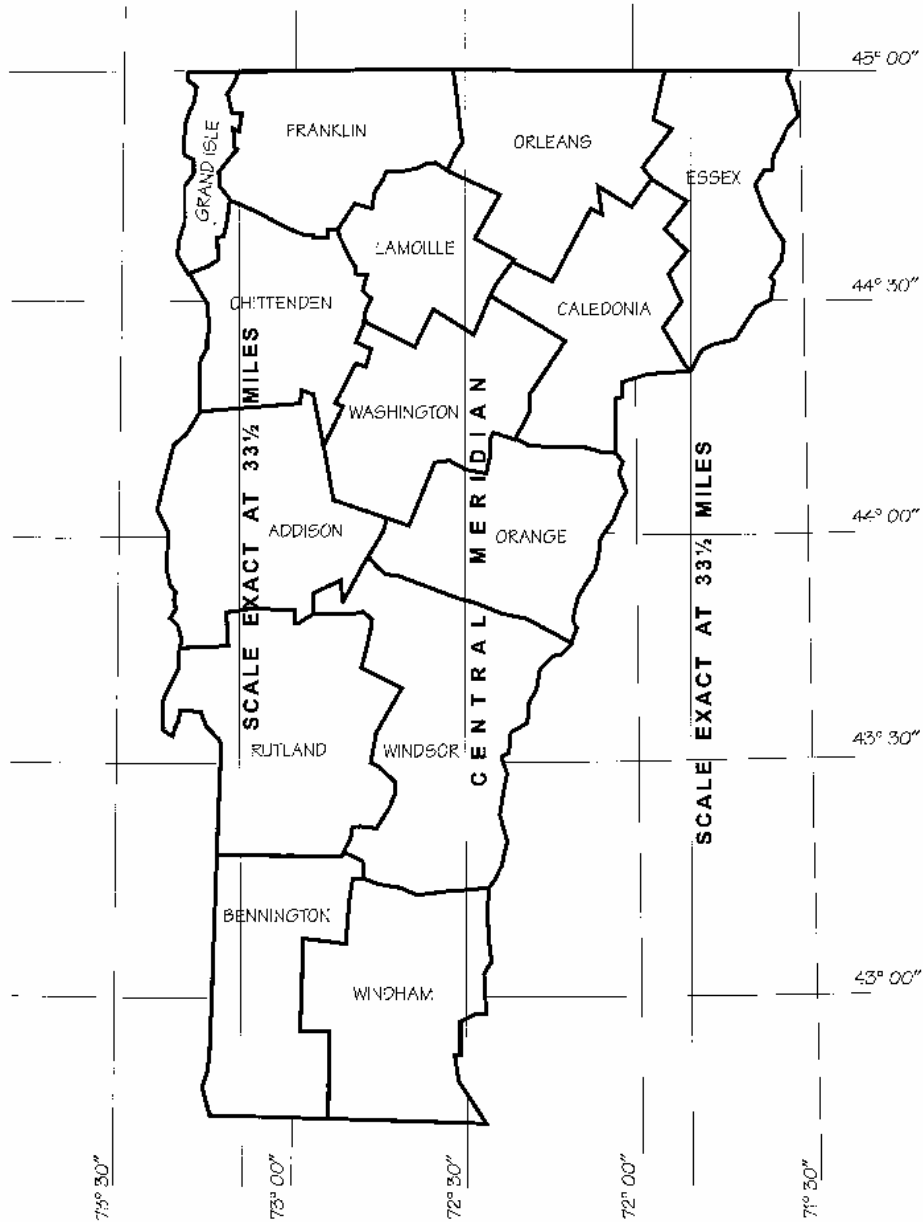 45° 00"
FRANKLIN
ORLEANS
GRAND ISLE
ESSEX
LAMOILLE
CHITTENDEN
CALEDONIA
44° 30"
WASHINGTON
SCALE EXACT AT 33½ MILES
CENTRAL MERIDIAN
SCALE EXACT AT 33½ MILES
44° 00"
ADDISON
ORANGE
RUTLAND
WINDSOR
43° 30"
BENNINGTON
WINDHAM
43° 00"
73° 30"
73° 00"
72° 30"
72° 00"
71° 30"